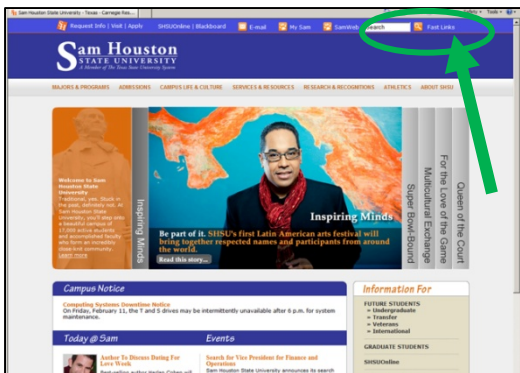 Sam Houston State University - Texas - Carnegie Res...
Tools
Request Info | Visit | Apply
SHSUOnline | Blackboard
E-mail
My Sam
SamWeb
Search
Fast Links
Sam Houston
STATE UNIVERSITY
A Member of The Texas State University System
MAJORS & PROGRAMS ADMISSIONS CAMPUS LIFE & CULTURE SERVICES & RESOURCES RESEARCH & RECOGNITIONS ATHLETICS ABOUT SHSU
Welcome to Sam
Houston State
University
Traditional, yes. Stuck in
the past, definitely not. At
Sam Houston State
University, you'll step onto
a beautiful campus of
17,000 active students
and accomplished faculty
who form an incredibly
close-knit community.
Learn more
Inspiring Minds
Inspiring Minds
Be part of it. SHSU's first Latin American arts festival will
bring together respected names and participants from around
the world.
Read this story...
Super Bowl-Bound
Multicultural Exchange
For the Love of the Game
Queen of the Court
Campus Notice
Computing Systems Downtime Notice
On Friday, February 11, the T and S drives may be intermittently unavailable after 6 p.m. for system
maintenance.
Today @ Sam
Author To Discuss Dating For
Love Week
Best-selling author Harlan Cohen will
Events
Search for Vice President for Finance and
Operations
Sam Houston State University announces its search
Information For
FUTURE STUDENTS
» Undergraduate
» Transfer
» Veterans
» International
GRADUATE STUDENTS
SHSUOnline